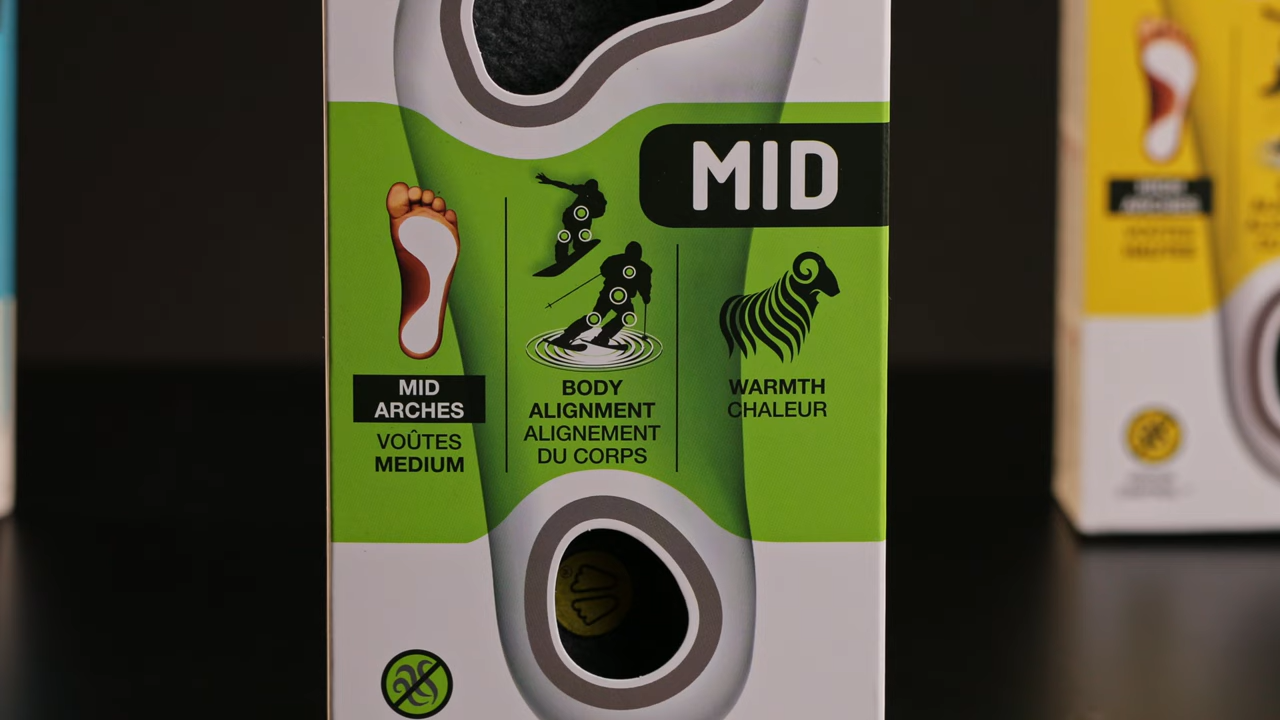 MID
MID
ARCHES
VOÛTES
MEDIUM
BODY
ALIGNMENT
ALIGNEMENT
DU CORPS
WARMTH
CHALEUR